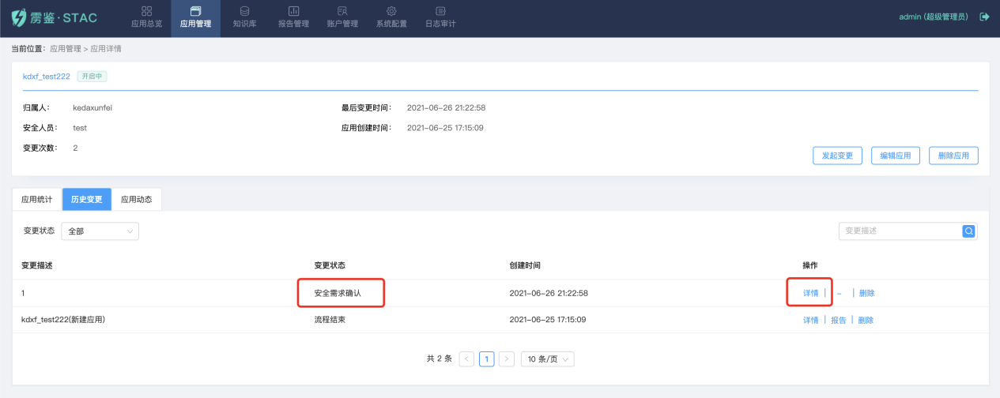 雳鉴·STAC 应用总览 应用管理 知识库 报告管理 账户管理 系统配置 日志审计 admin (超级管理员)
当前位置： 应用管理 > 应用详情
kdxf_test222 开启中
归属人： kedaxunfei 最后变更时间： 2021-06-26 21:22:58
安全人员： test 应用创建时间： 2021-06-25 17:15:09
变更次数： 2
发起变更 编辑应用 删除应用
应用统计 历史变更 应用动态
变更状态 全部 变更描述
变更描述 变更状态 创建时间 操作
1 安全需求确认 2021-06-26 21:22:58 详情 | - | 删除
kdxf_test222(新建应用) 流程结束 2021-06-25 17:15:09 详情 | 报告 | 删除
共 2 条 < 1 > 10 条/页